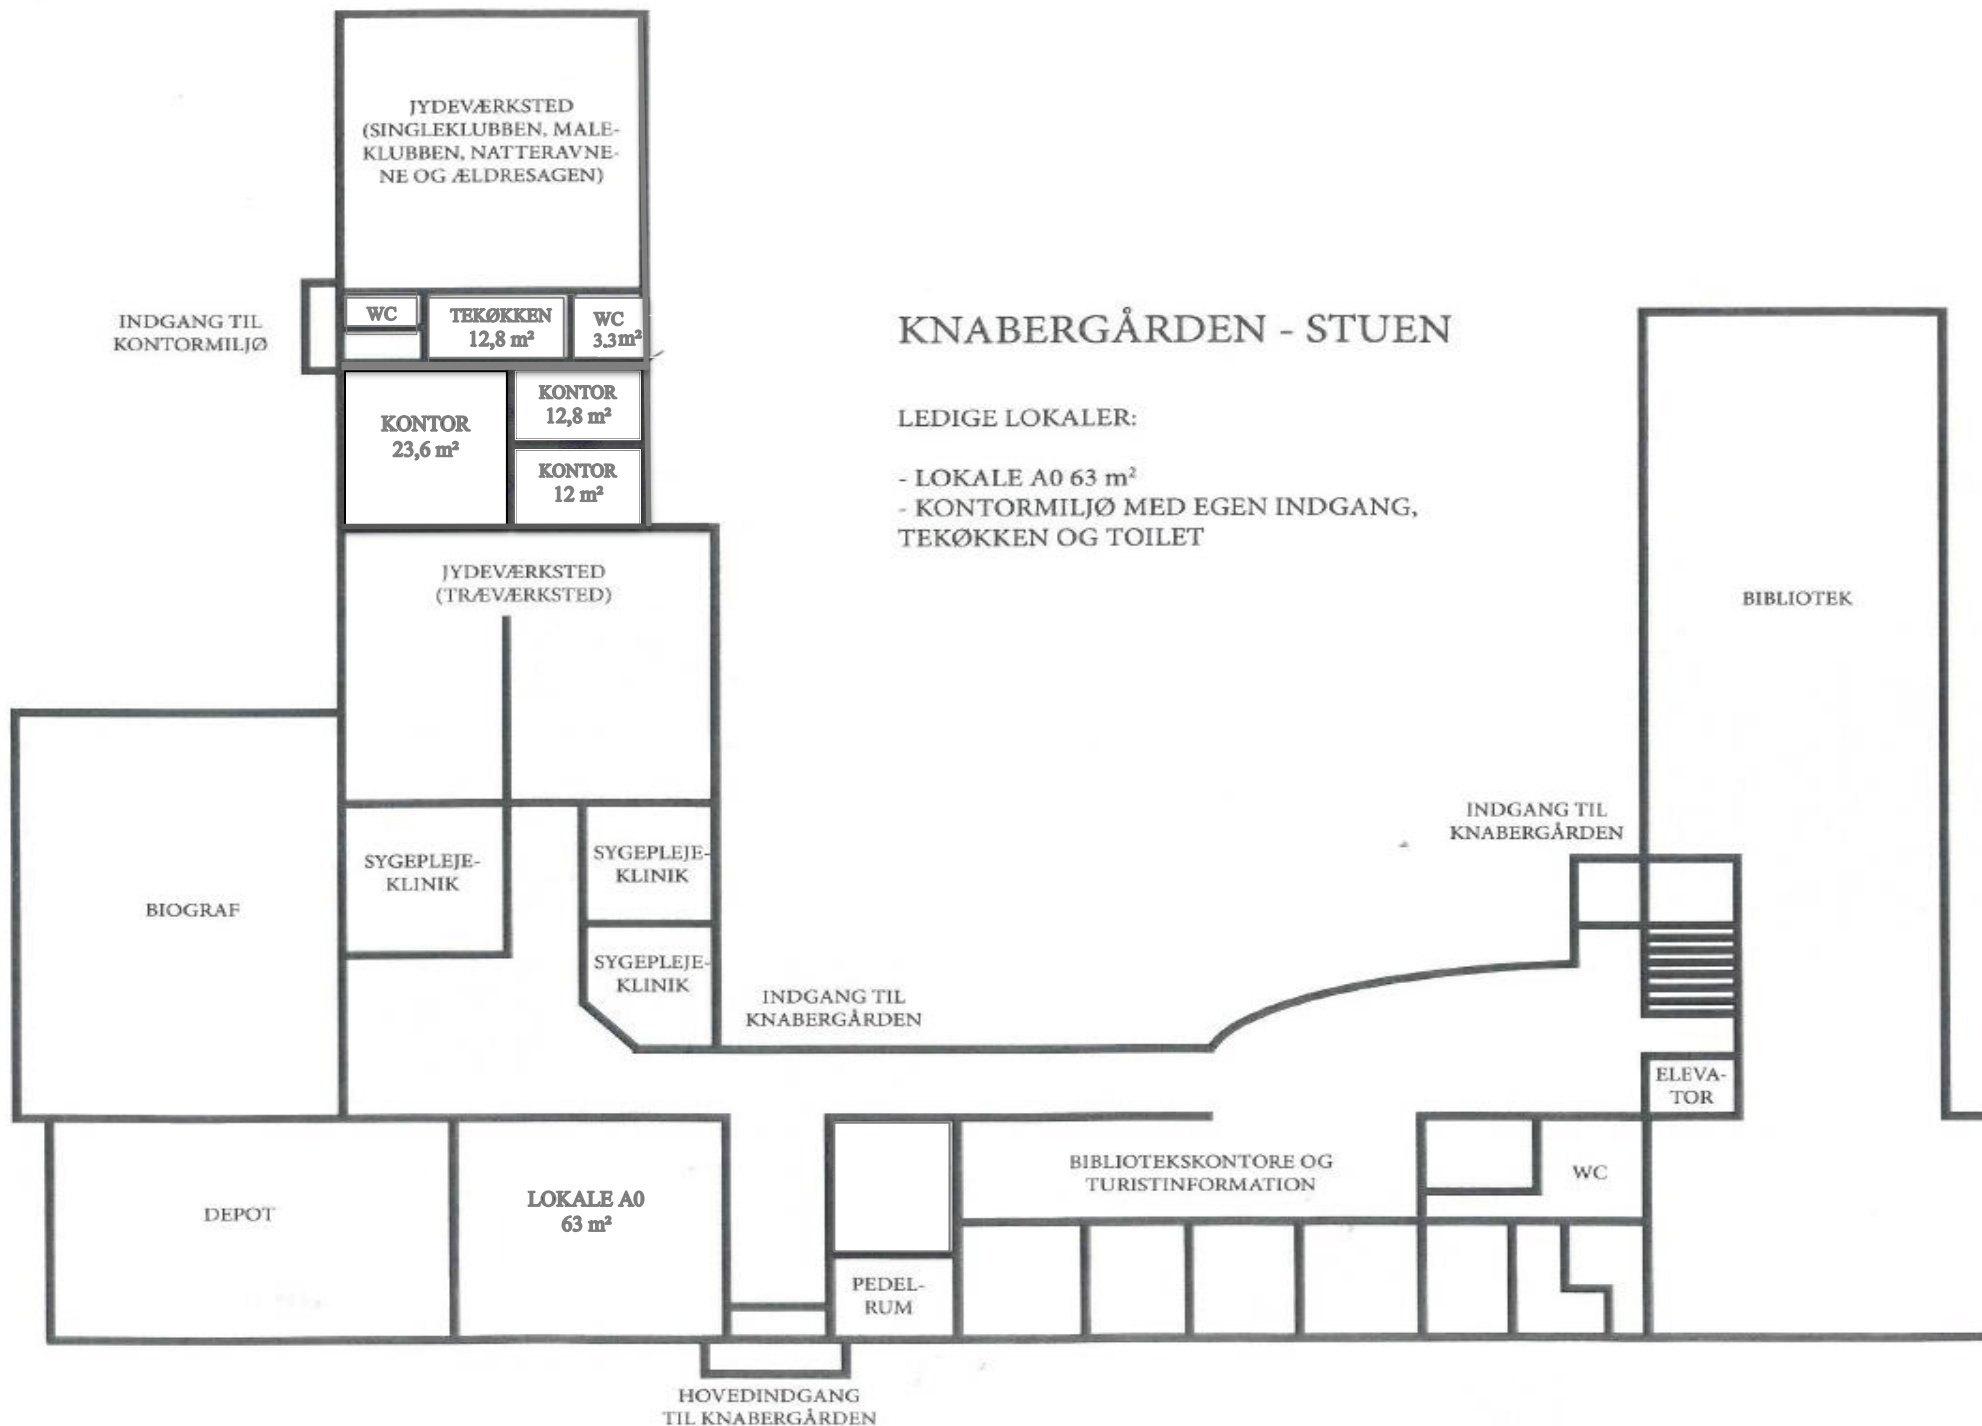 JYDEVÆRKSTED
(SINGLEKLUBBEN, MALE-
KLUBBEN, NATTERAVNE-
NE OG ÆLDRESAGEN)
INDGANG TIL
KONTORMILJØ
WC
TEKØKKEN
12,8 m²
WC
3.3m²
KONTOR
23,6 m²
KONTOR
12,8 m²
KONTOR
12 m²
KNABERGÅRDEN - STUEN
LEDIGE LOKALER:
- LOKALE A0 63 m²
- KONTORMILJØ MED EGEN INDGANG,
TEKØKKEN OG TOILET
JYDEVÆRKSTED
(TRÆVÆRKSTED)
BIBLIOTEK
BIOGRAF
SYGEPLEJE-
KLINIK
SYGEPLEJE-
KLINIK
SYGEPLEJE-
KLINIK
INDGANG TIL
KNABERGÅRDEN
INDGANG TIL
KNABERGÅRDEN
ELEVA-
TOR
DEPOT
LOKALE A0
63 m²
PEDEL-
RUM
BIBLIOTEKSKONTORE OG
TURISTINFORMATION
WC
HOVEDINDGANG
TIL KNABERGÅRDEN